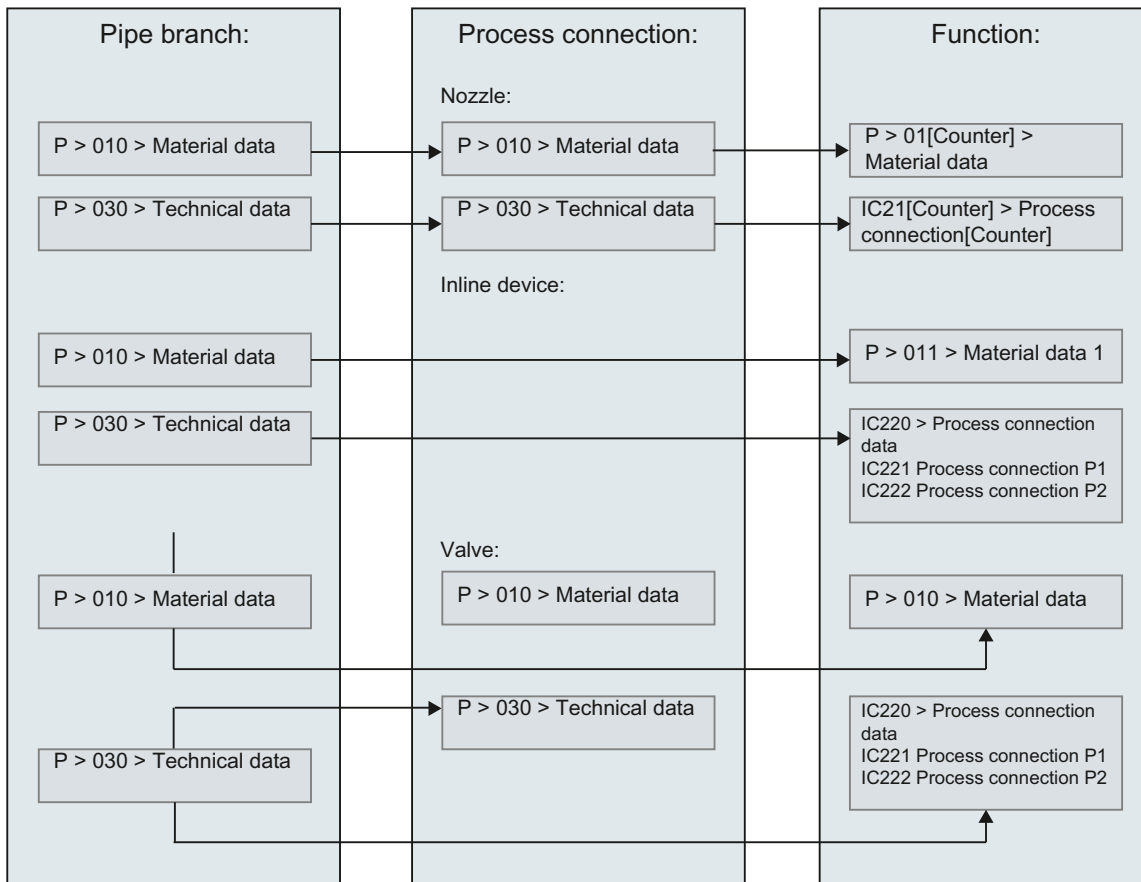 Pipe branch:
Process connection:
Function:
Nozzle:
P > 010 > Material data
P > 010 > Material data
P > 01[Counter] >
Material data
P > 030 > Technical data
P > 030 > Technical data
IC21[Counter] > Process
connection[Counter]
Inline device:
P > 010 > Material data
P > 011 > Material data 1
P > 030 > Technical data
IC220 > Process connection
data
IC221 Process connection P1
IC222 Process connection P2
Valve:
P > 010 > Material data
P > 010 > Material data
P > 010 > Material data
P > 030 > Technical data
P > 030 > Technical data
IC220 > Process connection
data
IC221 Process connection P1
IC222 Process connection P2